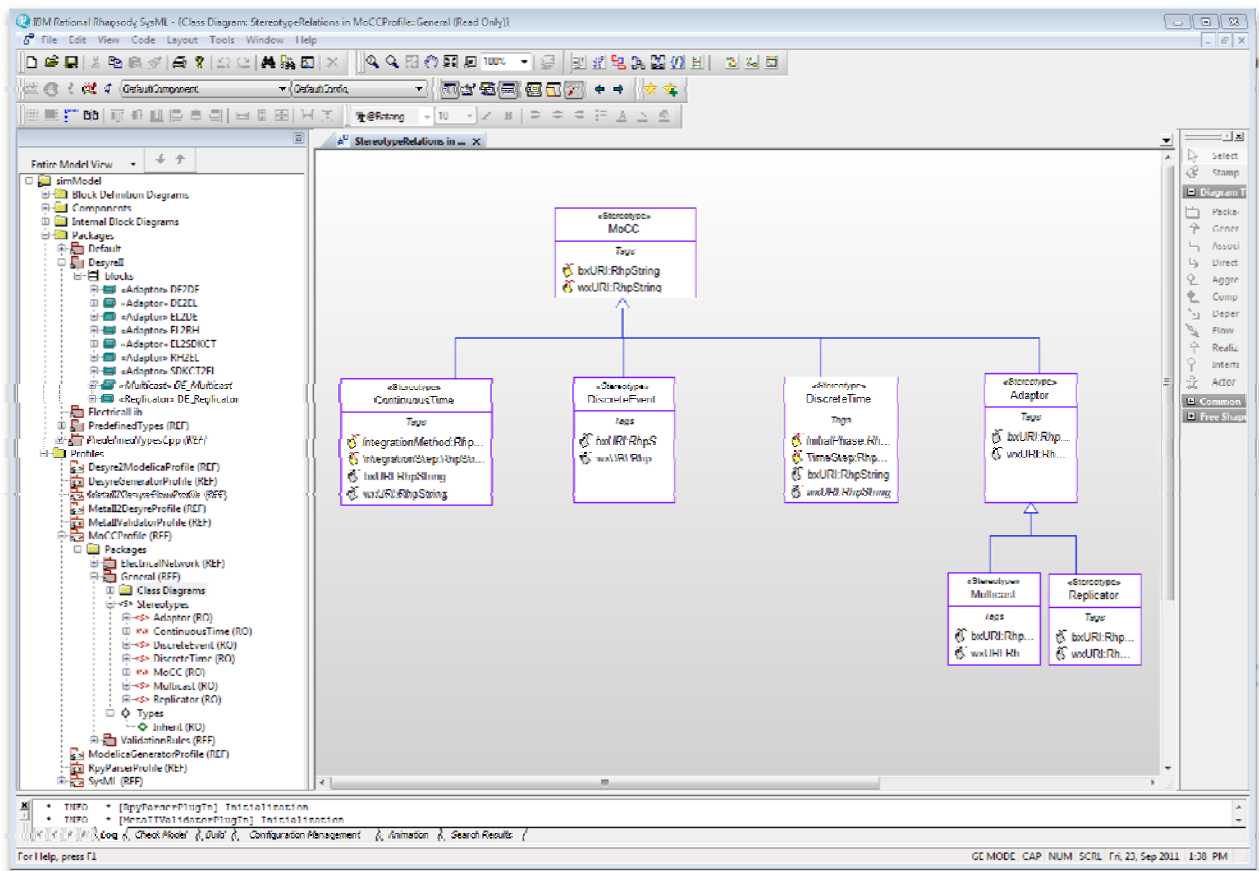 IBM Rational Rhapsody SysML - [Class Diagram: StereotypeRelations in MoCCProfile::General (Read Only)]
File Edit View Code Layout Tools Window Help
100%
DefaultComponent
DefaultConfig
@Batang 10
Entire Model View
simModel
Block Definition Diagrams
Components
Internal Block Diagrams
Packages
Default
DesyreII
blocks
«Adaptor» DE2DE
«Adaptor» DE2EL
«Adaptor» EL2DE
«Adaptor» EL2RH
«Adaptor» EL2SDKCT
«Adaptor» RH2EL
«Adaptor» SDKCT2EL
«Multicast» DE_Multicast
«Replicator» DE_Replicator
ElectricalLib
PredefinedTypes (REF)
PredefinedTypesCpp (REF)
Profiles
Desyre2ModelicaProfile (REF)
DesyreGeneratorProfile (REF)
MetaII2DesyreFlowProfile (REF)
MetaII2DesyreProfile (REF)
MetaIIValidatorProfile (REF)
MoCCProfile (REF)
Packages
ElectricalNetwork (REF)
General (REF)
Class Diagrams
Stereotypes
Adaptor (RO)
ContinuousTime (RO)
DiscreteEvent (RO)
DiscreteTime (RO)
MoCC (RO)
Multicast (RO)
Replicator (RO)
Types
Inherit (RO)
ValidationRules (REF)
ModelicaGeneratorProfile (REF)
RpyParserProfile (REF)
SysML (REF)
StereotypeRelations in ...
«Stereotype»
MoCC
Tags
bxURI:RhpString
wxURI:RhpString
«Stereotype»
ContinuousTime
Tags
IntegrationMethod:Rhp...
IntegrationStep:RhpStr...
bxURI:RhpString
wxURI:RhpString
«Stereotype»
DiscreteEvent
Tags
bxURI:RhpS
wxURI:Rhp
«Stereotype»
DiscreteTime
Tags
InitialPhase:Rh...
TimeStep:Rhp...
bxURI:RhpString
wxURI:RhpString
«Stereotype»
Adaptor
Tags
bxURI:Rhp...
wxURI:Rh...
«Stereotype»
Multicast
Tags
bxURI:Rhp...
wxURI:Rh
«Stereotype»
Replicator
Tags
bxURI:Rhp...
wxURI:Rh...
Select
Stamp
Diagram T
Packa
Gener
Associ
Direct
Aggre
Comp
Depen
Flow
Realiz
Interfa
Actor
Common
Free Shape
INFO * [RpyParserPlugIn] Initialization
INFO * [MetaIIValidatorPlugIn] Initialization
Log Check Model Build Configuration Management Animation Search Results
For Help, press F1
GE MODE CAP NUM SCRL Fri, 23, Sep 2011 1:38 PM